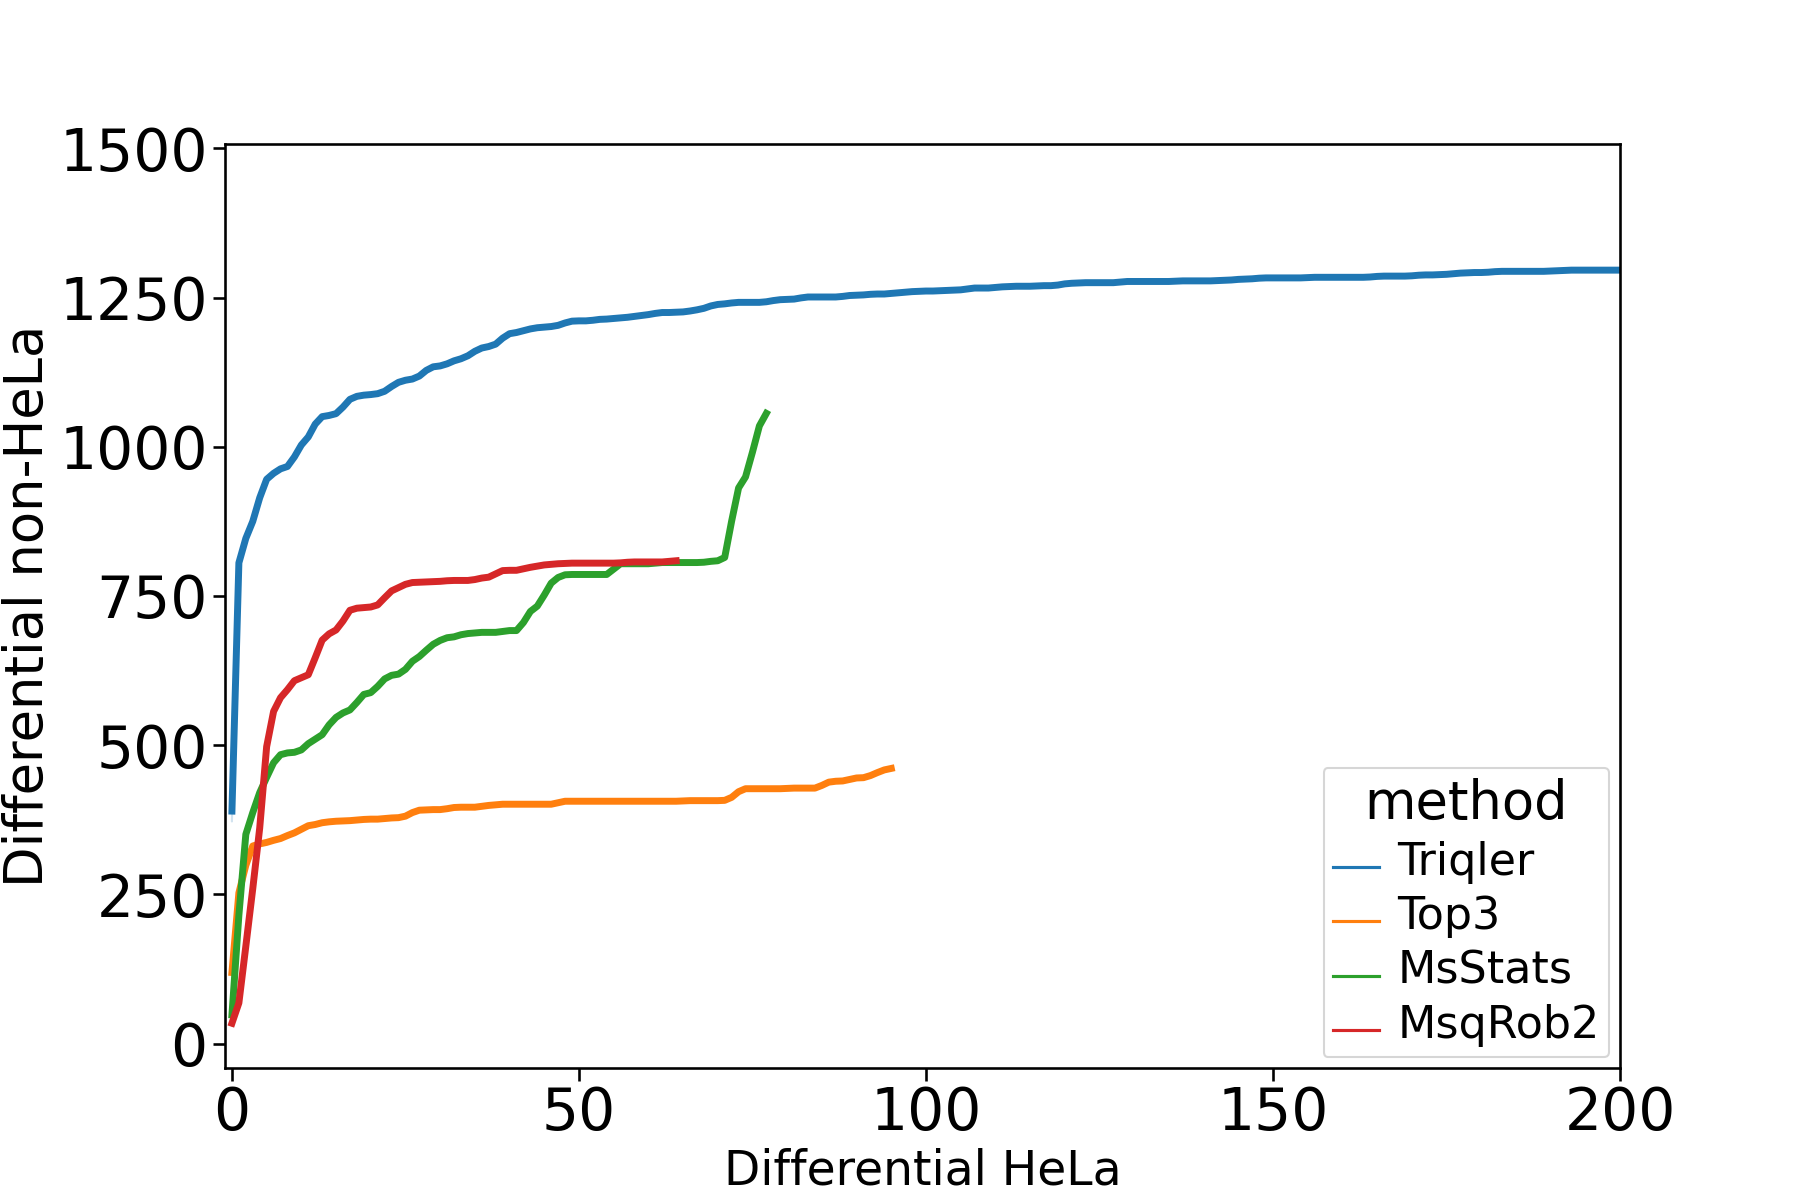 1500
1250
1000
750
500
250
0
Differential non-HeLa
0 50 100 150 200
Differential HeLa
method
Triqler
Top3
MsStats
MsqRob2